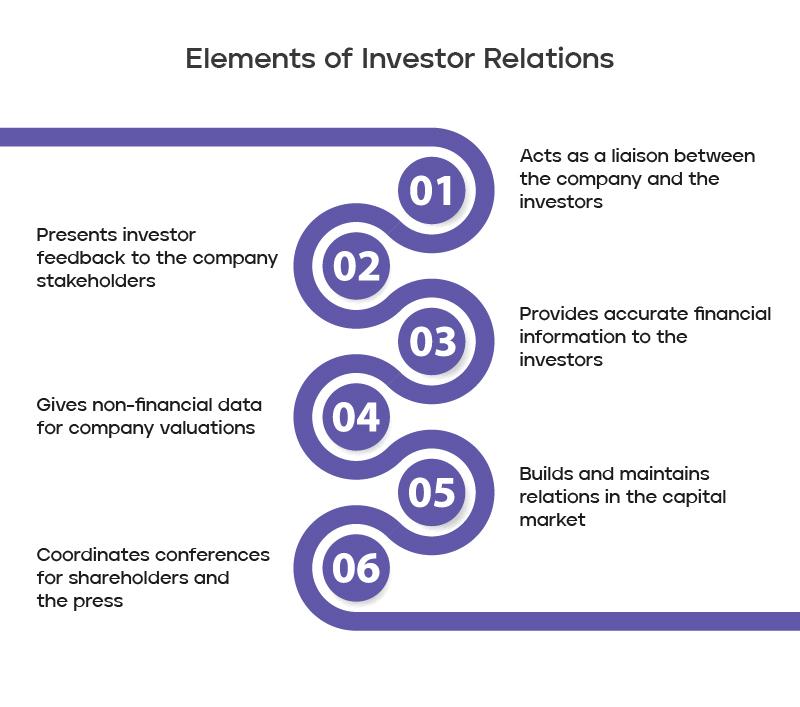 Elements of Investor Relations
01
Acts as a liaison between
the company and the
investors
02
Presents investor
feedback to the company
stakeholders
03
Provides accurate financial
information to the
investors
04
Gives non-financial data
for company valuations
05
Builds and maintains
relations in the capital
market
06
Coordinates conferences
for shareholders and
the press